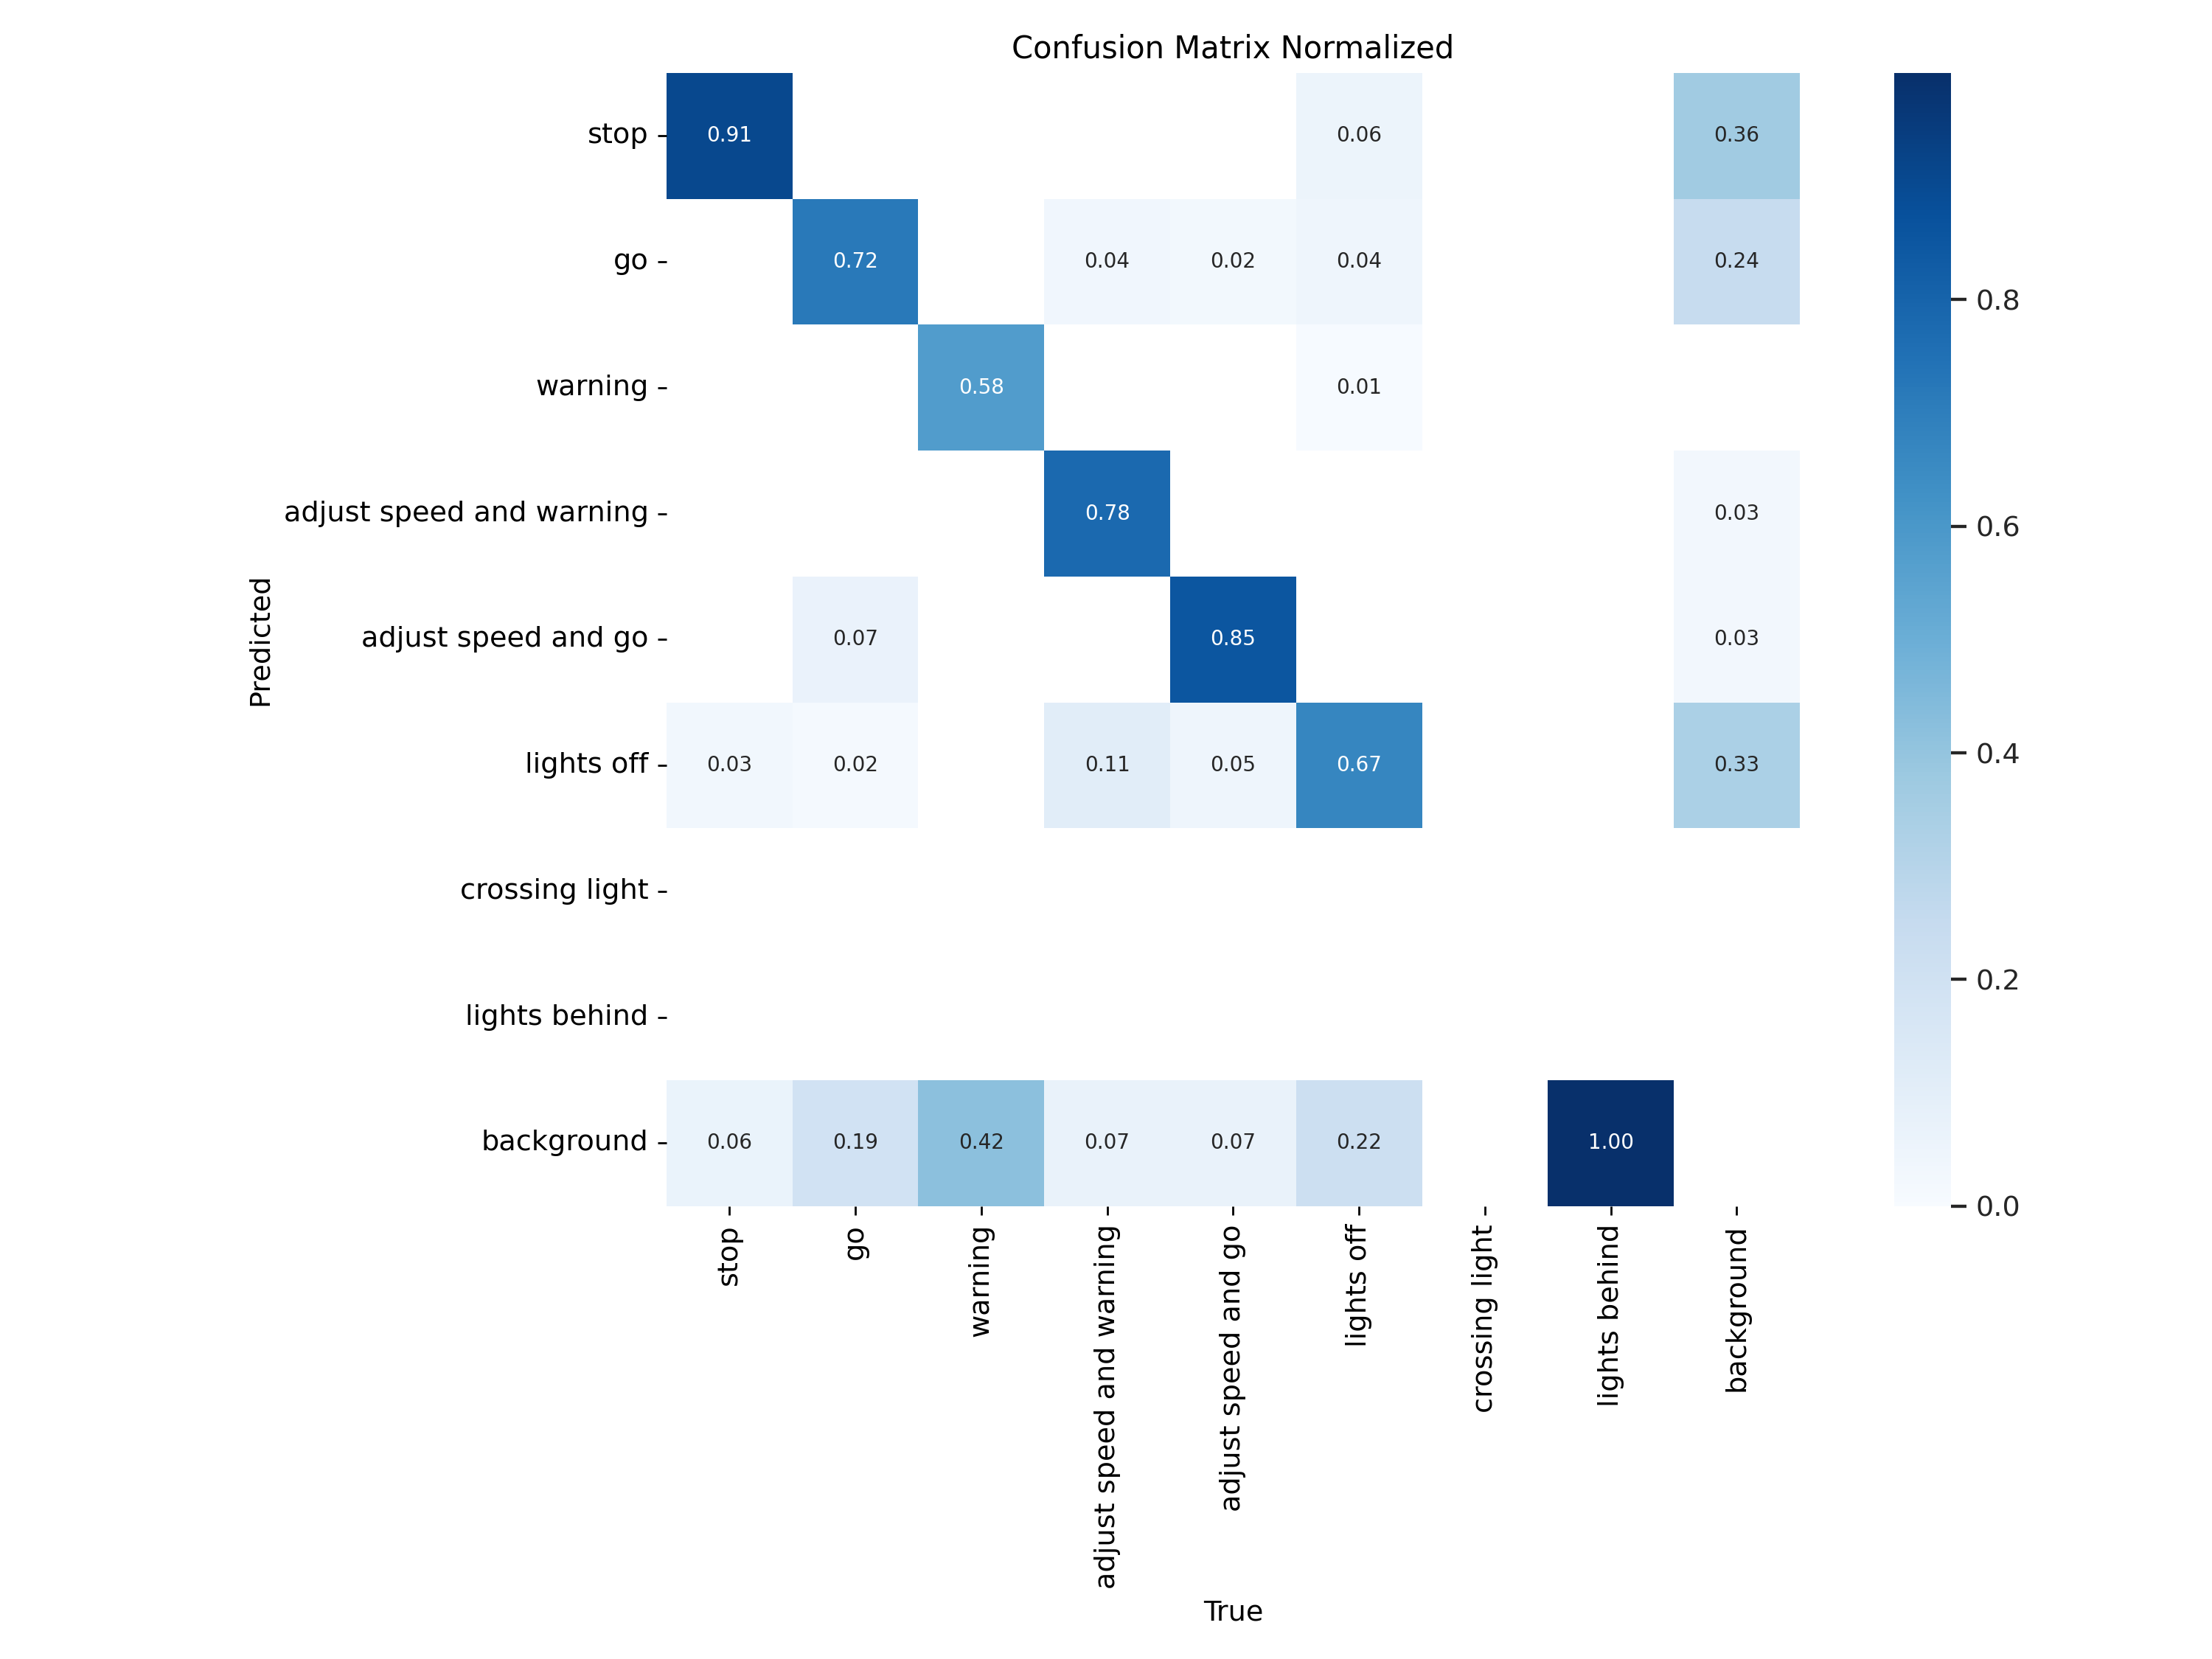 Confusion Matrix Normalized
stop 0.91 0.06 0.36
go 0.72 0.04 0.02 0.04 0.24
0.8
warning 0.58 0.01
adjust speed and warning 0.78 0.03
0.6
Predicted
adjust speed and go 0.07 0.85 0.03
lights off 0.03 0.02 0.11 0.05 0.67 0.33
0.4
crossing light
0.2
lights behind
background 0.06 0.19 0.42 0.07 0.07 0.22 1.00
0.0
stop
go
warning
adjust speed and warning
adjust speed and go
lights off
crossing light
lights behind
background
True